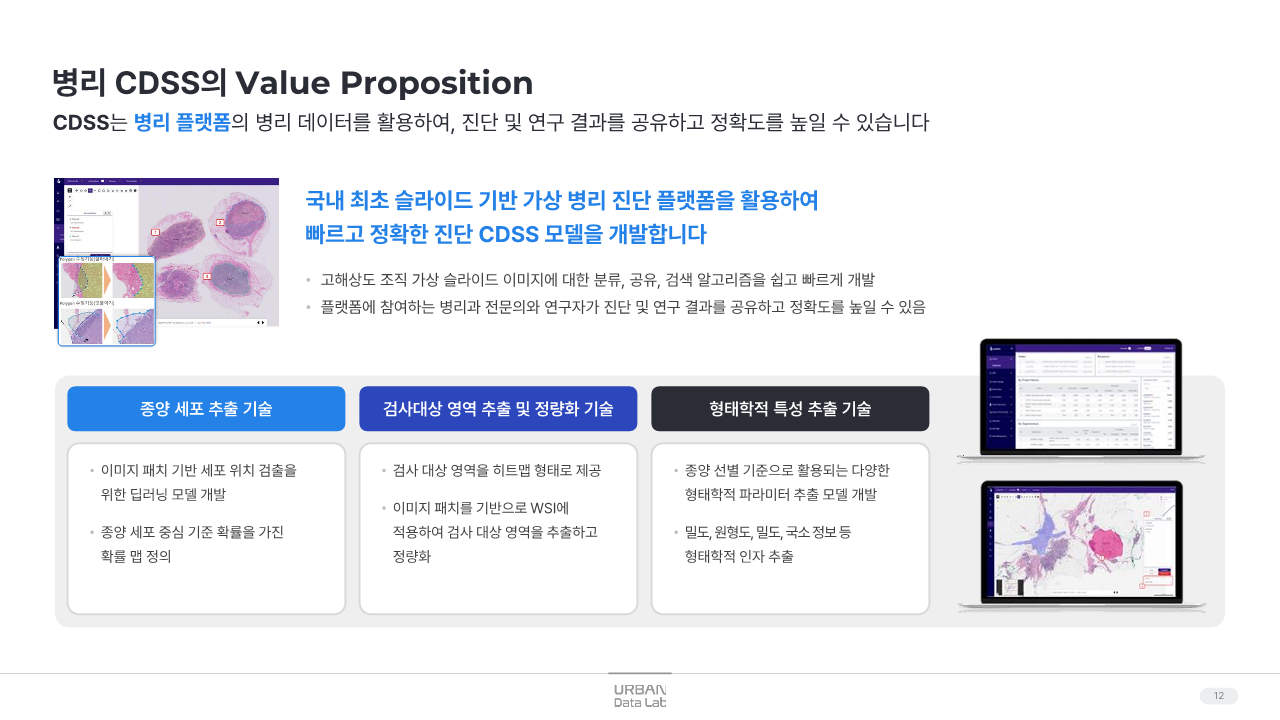 병리 CDSS의 Value Proposition
CDSS는 병리 플랫폼의 병리 데이터를 활용하여, 진단 및 연구 결과를 공유하고 정확도를 높일 수 있습니다
국내 최초 슬라이드 기반 가상 병리 진단 플랫폼을 활용하여
빠르고 정확한 진단 CDSS 모델을 개발합니다
• 고해상도 조직 가상 슬라이드 이미지에 대한 분류, 공유, 검색 알고리즘을 쉽고 빠르게 개발
• 플랫폼에 참여하는 병리과 전문의와 연구자가 진단 및 연구 결과를 공유하고 정확도를 높일 수 있음
종양 세포 추출 기술
• 이미지 패치 기반 세포 위치 검출을
위한 딥러닝 모델 개발
• 종양 세포 중심 기준 확률을 가진
확률 맵 정의
검사대상 영역 추출 및 정량화 기술
• 검사 대상 영역을 히트맵 형태로 제공
• 이미지 패치를 기반으로 WSI에
적용하여 검사 대상 영역을 추출하고
정량화
형태학적 특성 추출 기술
• 종양 선별 기준으로 활용되는 다양한
형태학적 파라미터 추출 모델 개발
• 밀도, 원형도, 밀도, 국소 정보 등
형태학적 인자 추출
URBAN
Data Lab
12